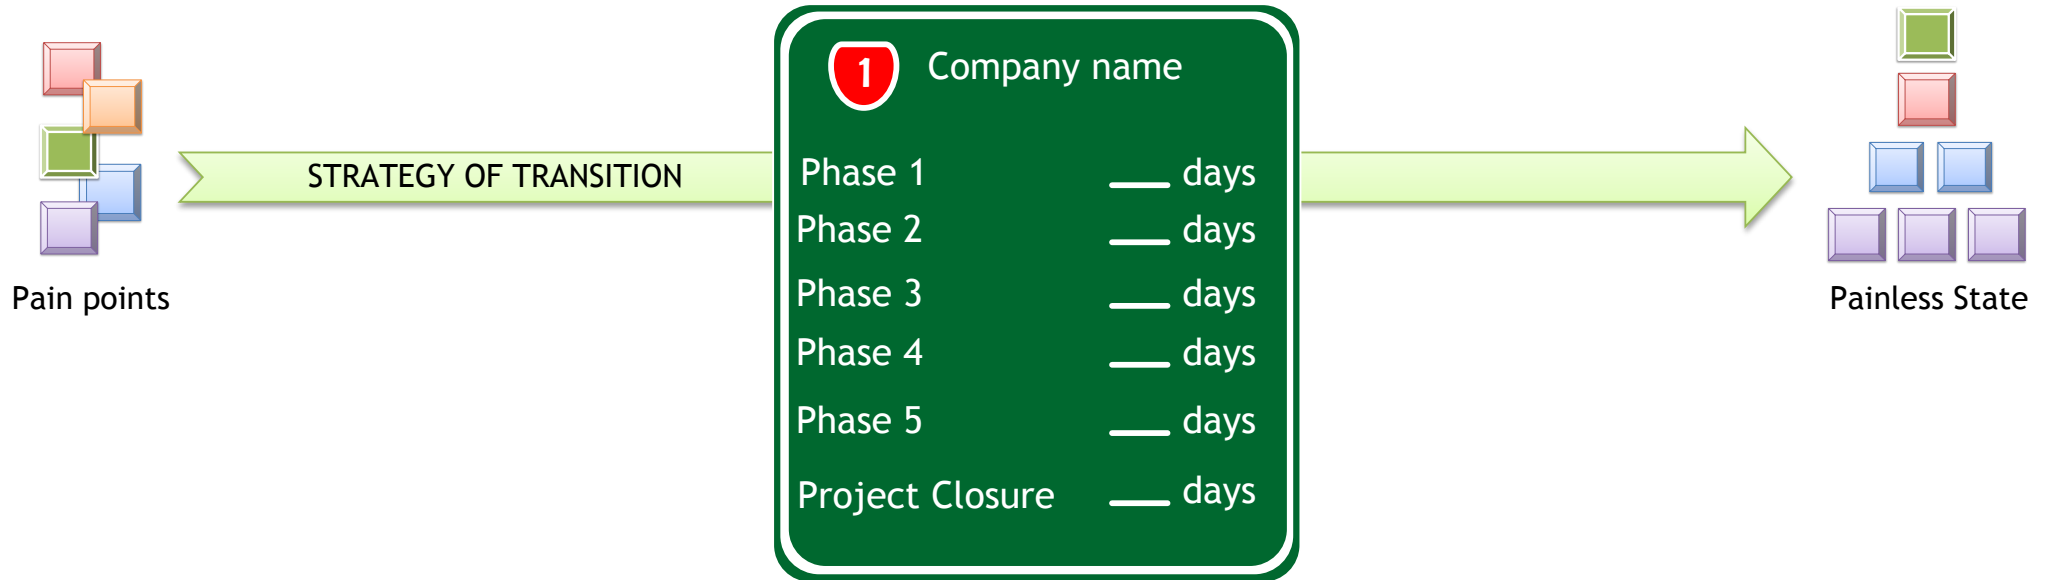 1 Company name
STRATEGY OF TRANSITION
Phase 1 ___ days
Phase 2 ___ days
Phase 3 ___ days
Phase 4 ___ days
Phase 5 ___ days
Project Closure ___ days
Pain points
Painless State